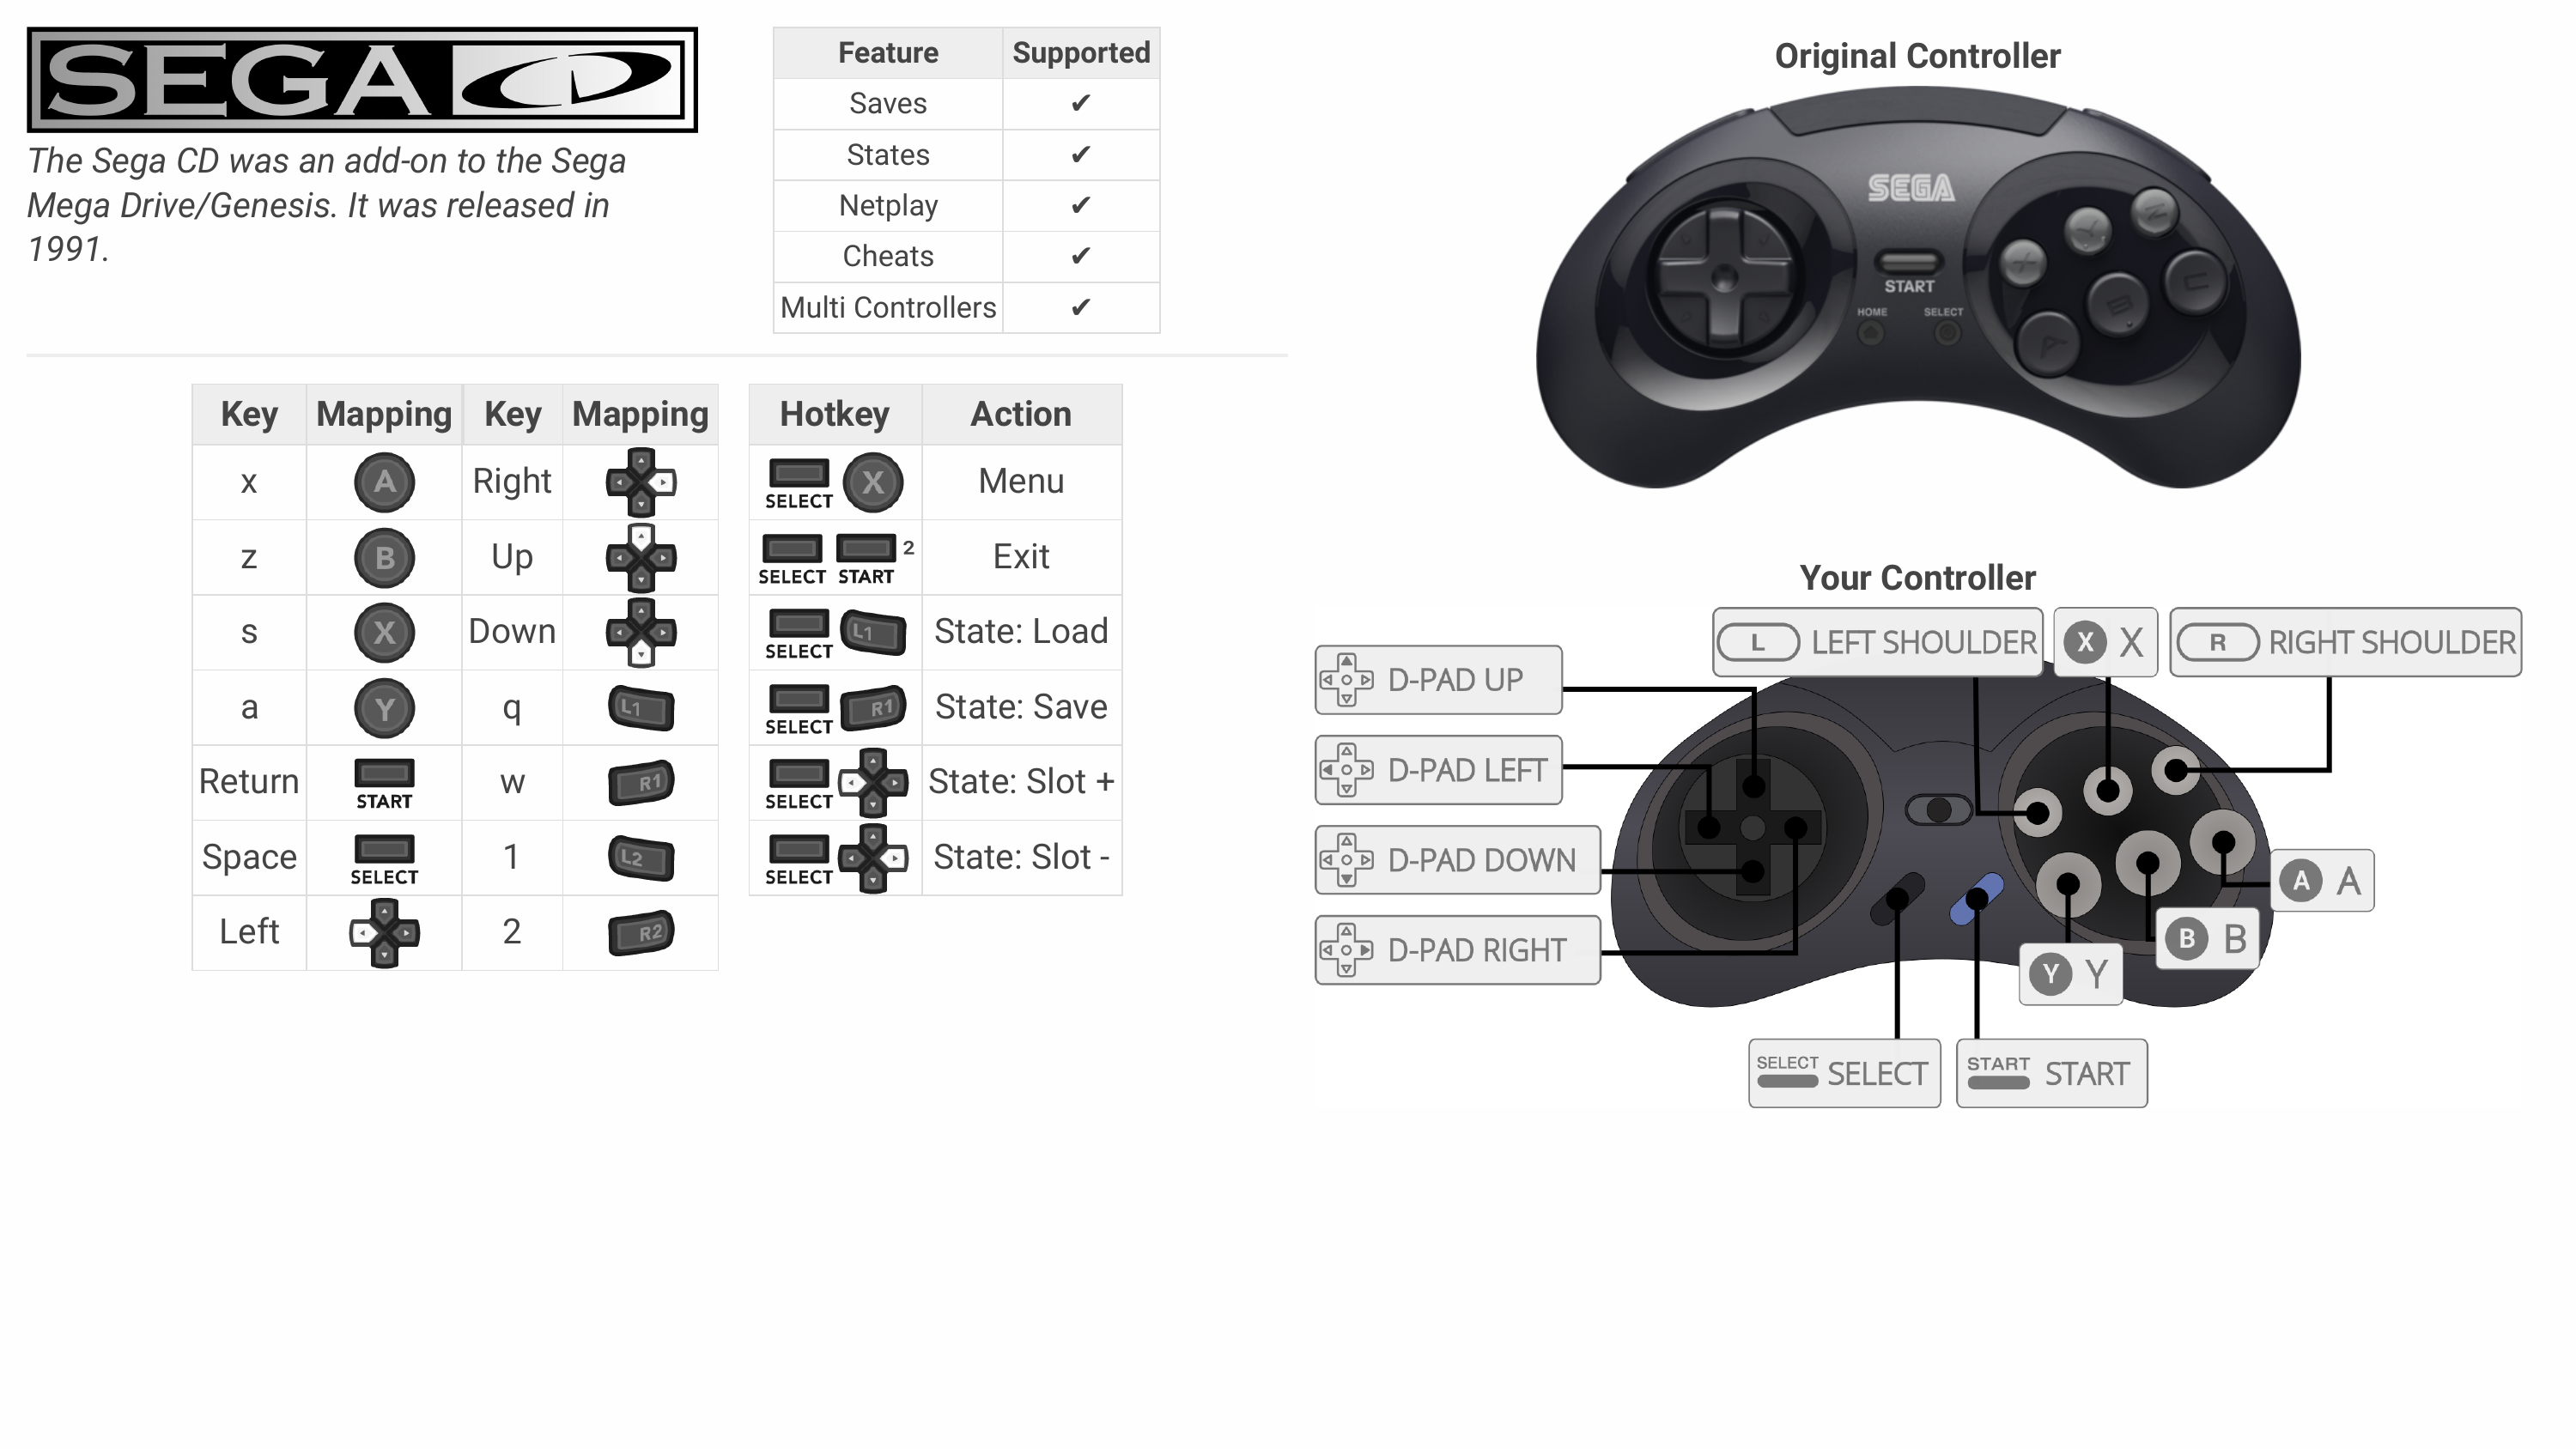 SEGA CD
The Sega CD was an add-on to the Sega
Mega Drive/Genesis. It was released in
1991.
Feature Supported
Saves ✔
States ✔
Netplay ✔
Cheats ✔
Multi Controllers ✔
Key Mapping Key Mapping
x A Right
z B Up
s X Down
a Y q L1
Return START w R1
Space SELECT 1 L2
Left 2 R2
Hotkey Action
SELECT X Menu
SELECT START 2 Exit
SELECT L1 State: Load
SELECT R1 State: Save
SELECT State: Slot +
SELECT State: Slot -
Original Controller
SEGA
START
HOME SELECT
X Y Z
A B C
Your Controller
L LEFT SHOULDER
X X
R RIGHT SHOULDER
D-PAD UP
D-PAD LEFT
D-PAD DOWN
D-PAD RIGHT
A A
B B
Y Y
SELECT SELECT
START START